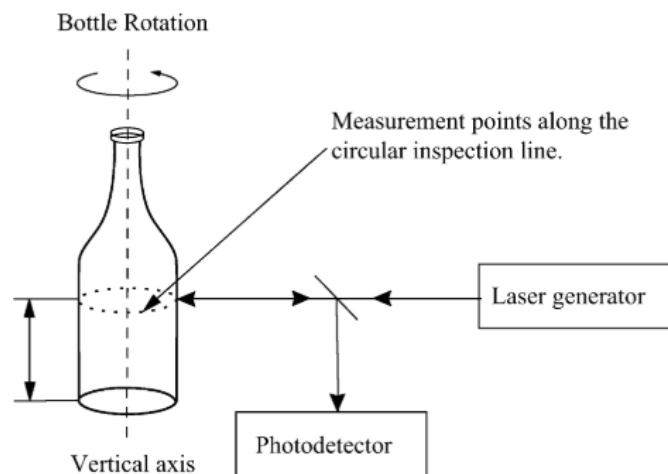 Bottle Rotation
Measurement points along the
circular inspection line.
Laser generator
Photodetector
Vertical axis